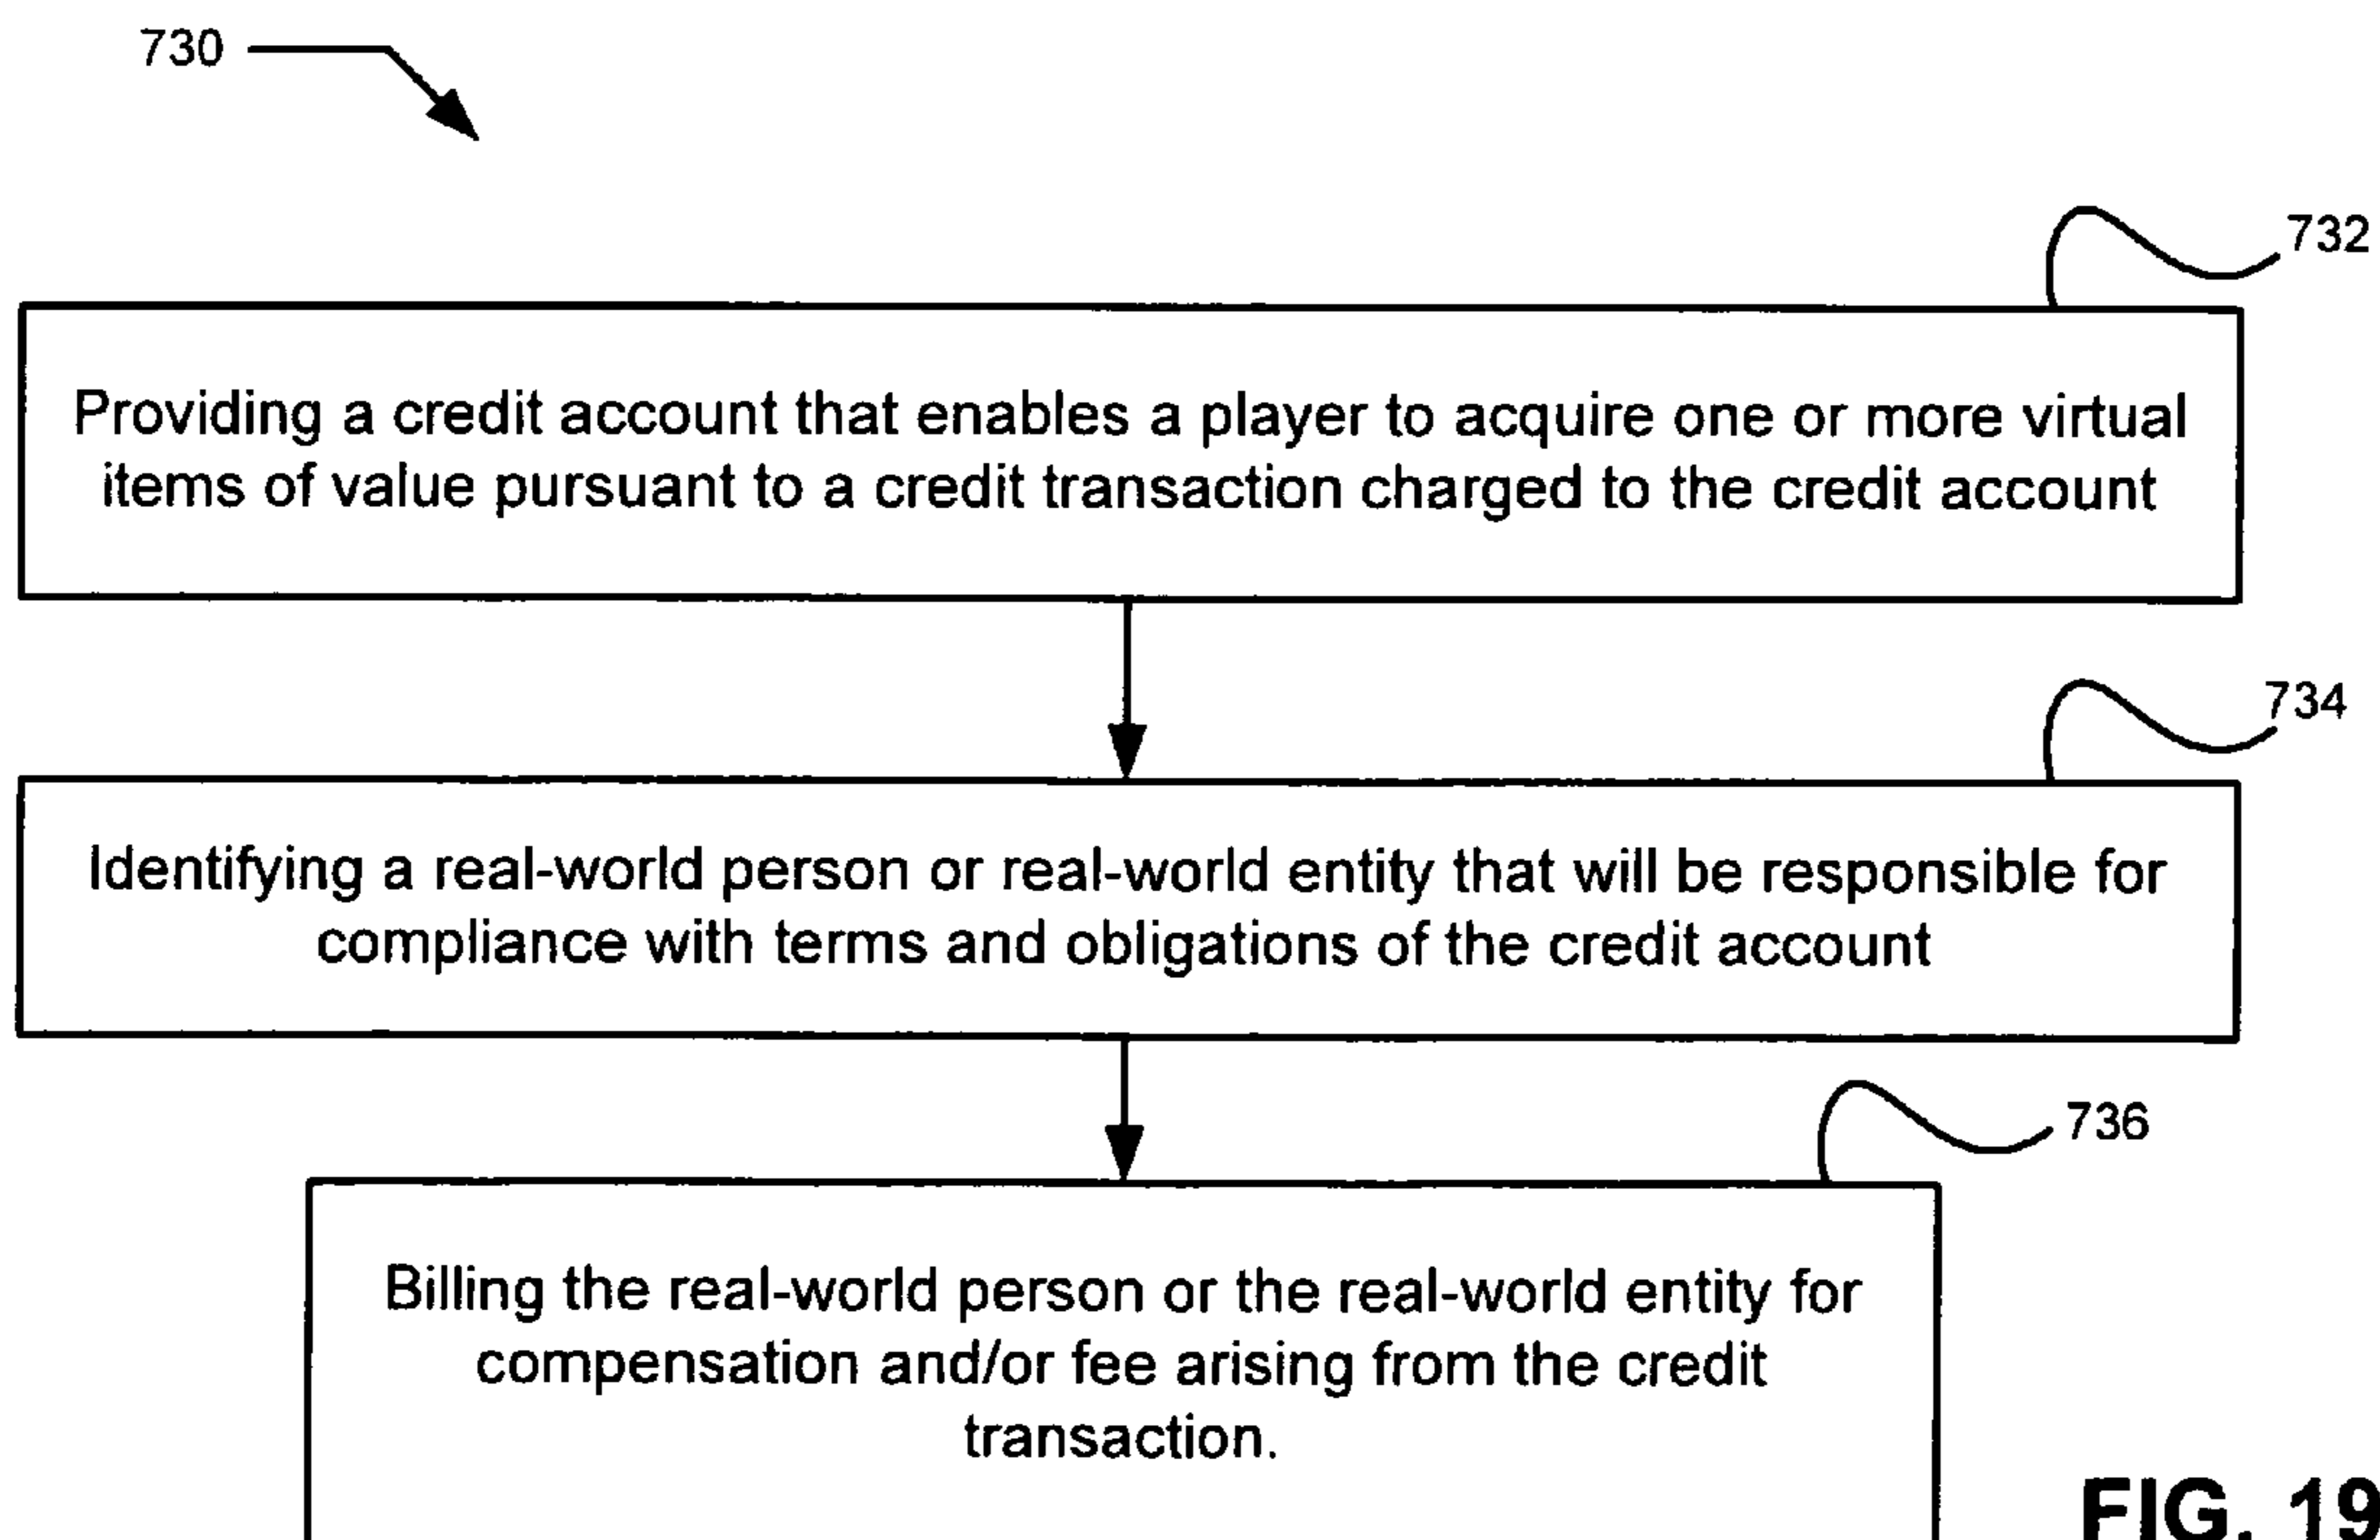 730
732
Providing a credit account that enables a player to acquire one or more virtual
items of value pursuant to a credit transaction charged to the credit account
734
Identifying a real-world person or real-world entity that will be responsible for
compliance with terms and obligations of the credit account
736
Billing the real-world person or the real-world entity for
compensation and/or fee arising from the credit
transaction.
FIG. 19